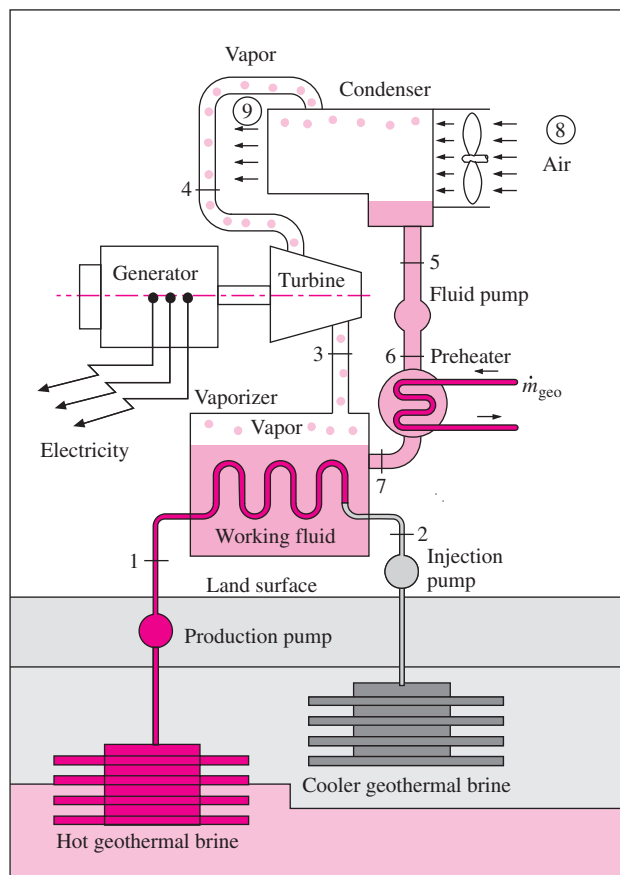 Vapor
Condenser
9
8
Air
4
5
Generator
Turbine
Fluid pump
3
6
Preheater
ṁgeo
Vaporizer
Vapor
Electricity
7
Working fluid
2
1
Injection
pump
Land surface
Production pump
Cooler geothermal brine
Hot geothermal brine